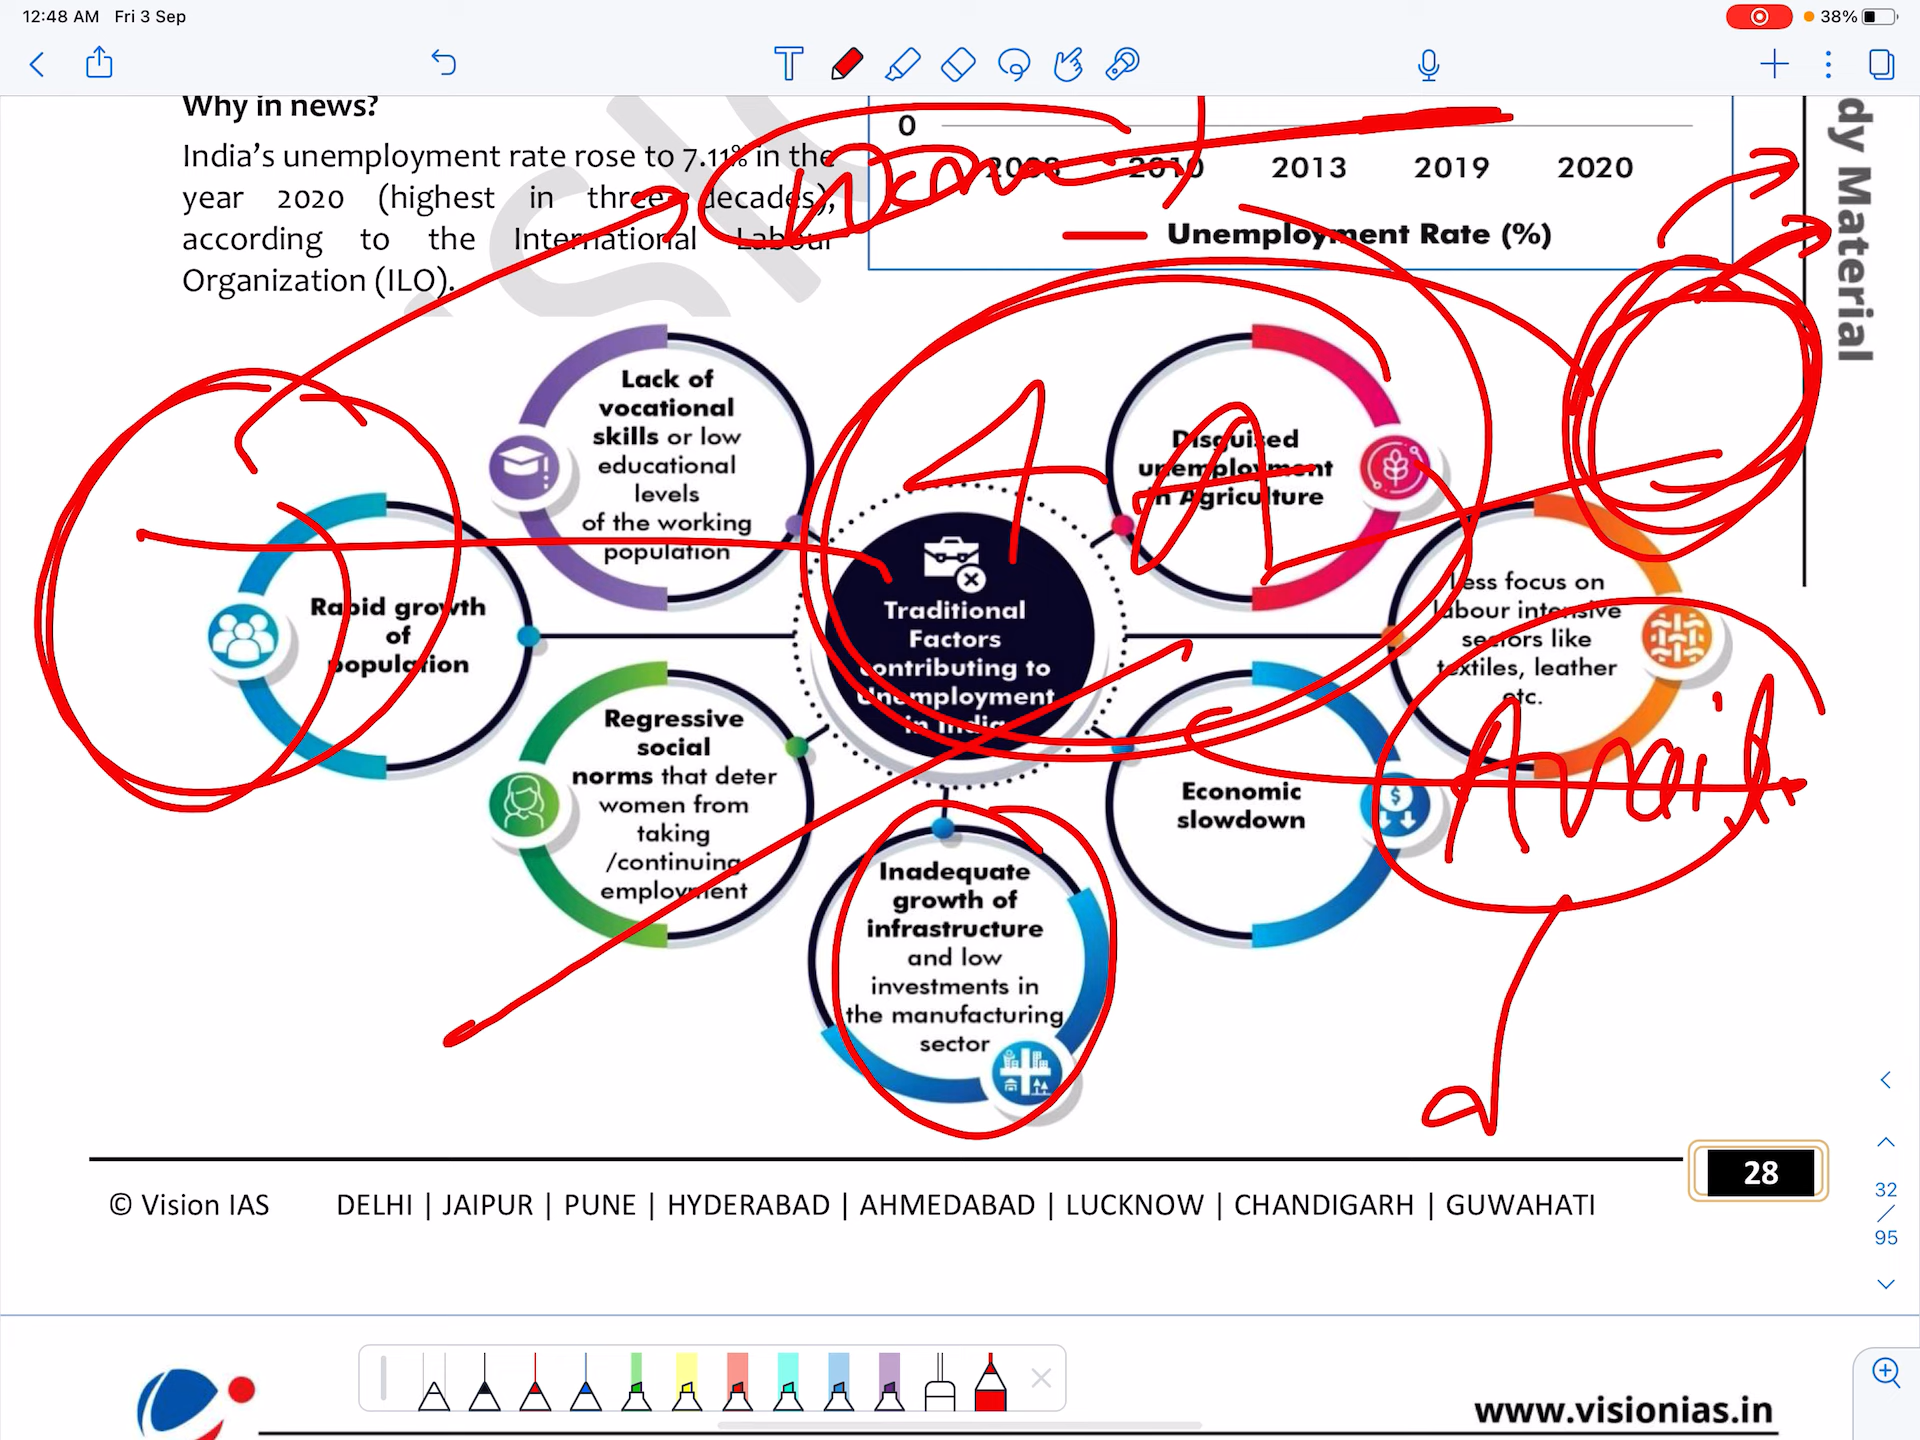 12:48 AM Fri 3 Sep
38%
Why in news?
India's unemployment rate rose to 7.11% in the
year 2020 (highest in three decades),
according to the International Labour
Organization (ILO).
0
2008 2010 2013 2019 2020
Unemployment Rate (%)
dy Material
Lack of
vocational
skills or low
educational
levels
of the working
population
Disguised
unemployment
in Agriculture
Rapid growth
of
population
Traditional
Factors
contributing to
Unemployment
in India
Less focus on
labour intensive
sectors like
textiles, leather
etc.
Regressive
social
norms that deter
women from
taking
/continuing
employment
Economic
slowdown
Inadequate
growth of
infrastructure
and low
investments in
the manufacturing
sector
28
© Vision IAS DELHI | JAIPUR | PUNE | HYDERABAD | AHMEDABAD | LUCKNOW | CHANDIGARH | GUWAHATI
32
/
95
www.visionias.in